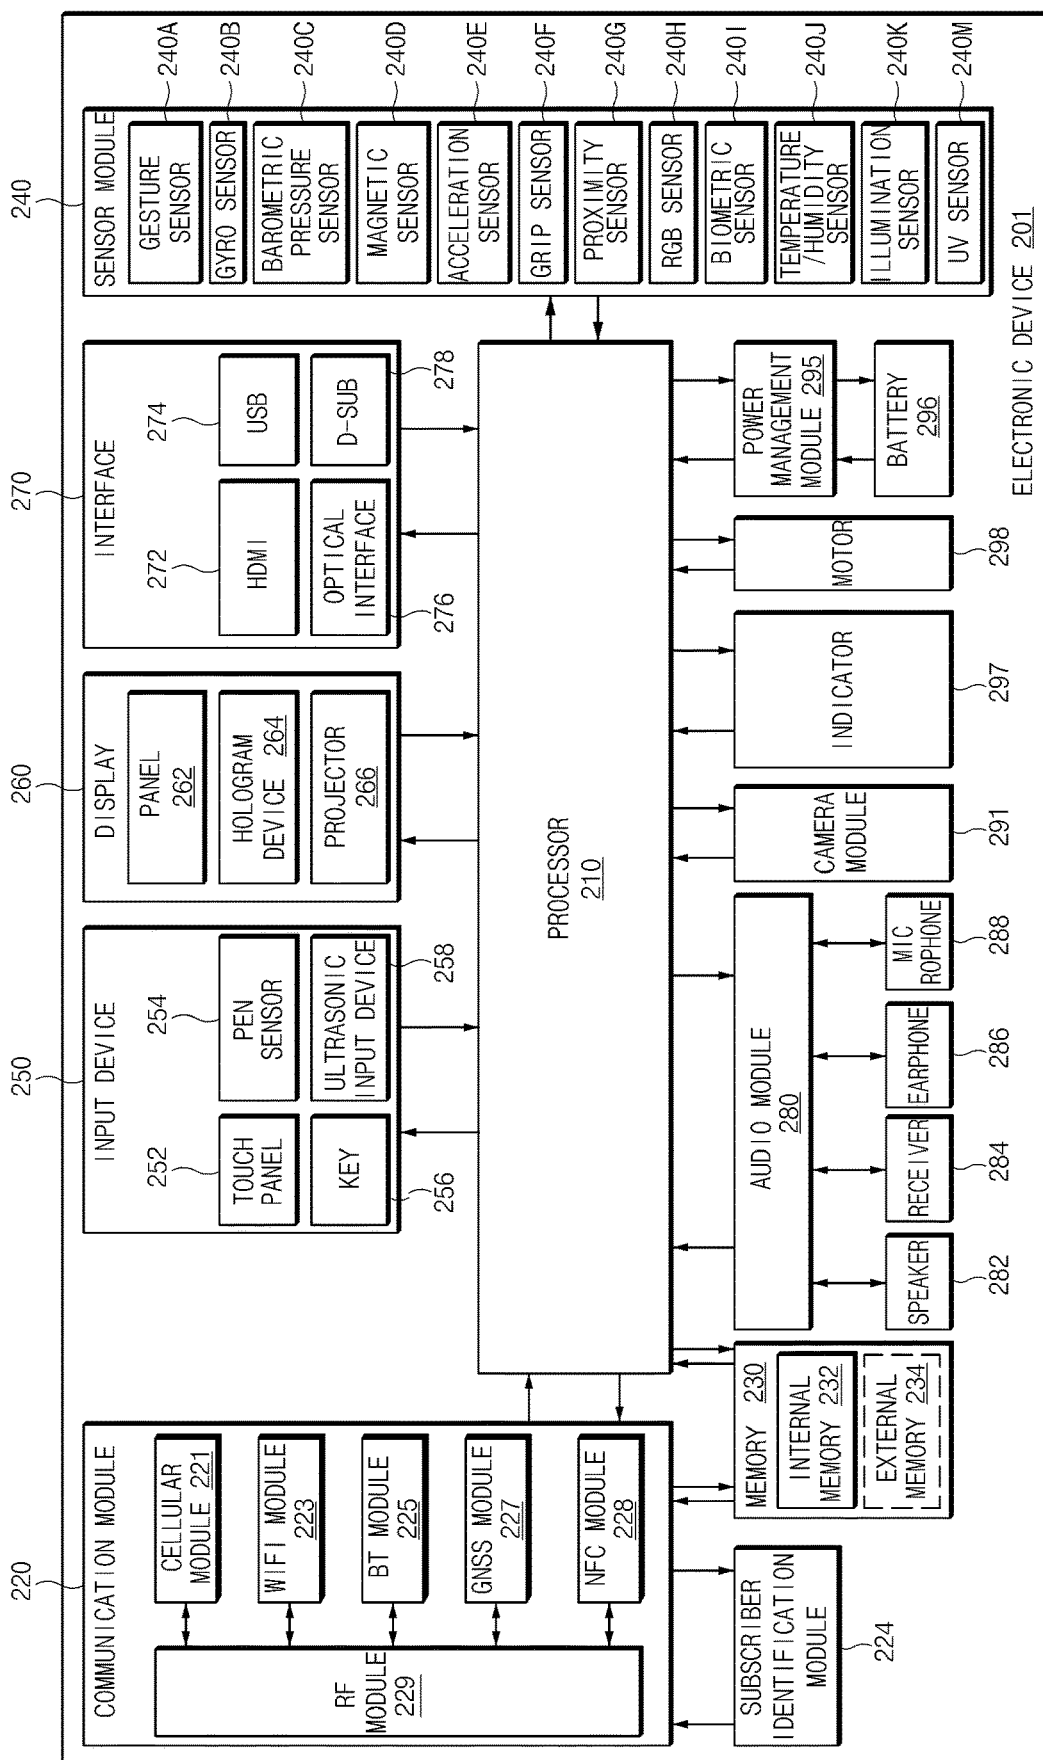 ELECTRONIC DEVICE 201
220
COMMUNICATION MODULE
CELLULAR
MODULE 221
WIFI MODULE
223
BT MODULE
225
GNSS MODULE
227
NFC MODULE
228
RF
MODULE
229
SUBSCRIBER
IDENTIFICATION
MODULE
224
250
INPUT DEVICE
252
TOUCH
PANEL
254
PEN
SENSOR
KEY
256
ULTRASONIC
INPUT DEVICE
258
260
DISPLAY
PANEL
262
HOLOGRAM
DEVICE 264
PROJECTOR
266
270
INTERFACE
272
HDMI
274
USB
OPTICAL
INTERFACE
276
D-SUB
278
240
SENSOR MODULE
GESTURE
SENSOR
240A
GYRO SENSOR
240B
BAROMETRIC
PRESSURE
SENSOR
240C
MAGNETIC
SENSOR
240D
ACCELERATION
SENSOR
240E
GRIP SENSOR
240F
PROXIMITY
SENSOR
240G
RGB SENSOR
240H
BIOMETRIC
SENSOR
240I
TEMPERATURE
/HUMIDITY
SENSOR
240J
ILLUMINATION
SENSOR
240K
UV SENSOR
240M
PROCESSOR
210
MEMORY 230
INTERNAL
MEMORY 232
EXTERNAL
MEMORY 234
AUDIO MODULE
280
SPEAKER
282
RECEIVER
284
EARPHONE
286
MIC
ROPHONE
288
CAMERA
MODULE
291
INDICATOR
297
MOTOR
298
POWER
MANAGEMENT
MODULE 295
BATTERY
296